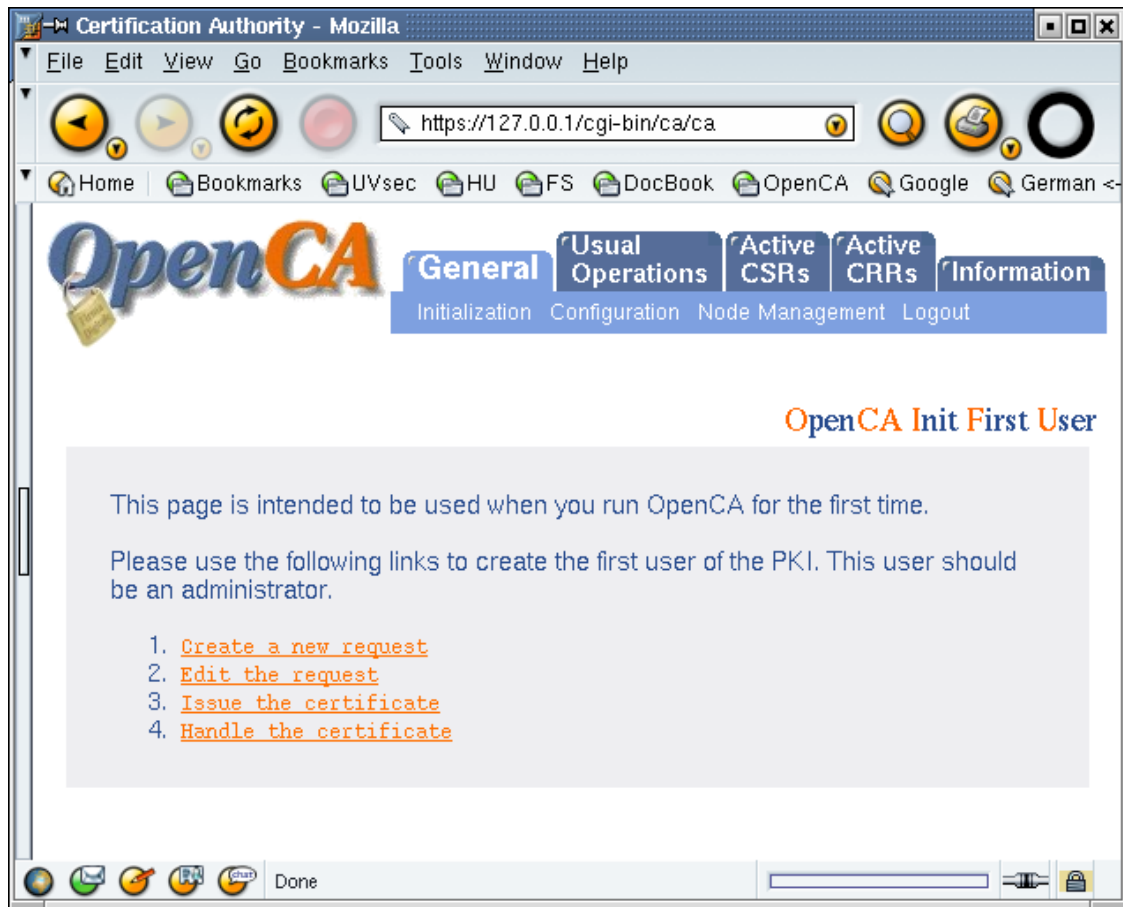 Certification Authority - Mozilla
File Edit View Go Bookmarks Tools Window Help
https://127.0.0.1/cgi-bin/ca/ca
Home Bookmarks UVsec HU FS DocBook OpenCA Google German <-
OpenCA
General Usual Operations Active CSRs Active CRRs Information
Initialization Configuration Node Management Logout
OpenCA Init First User
This page is intended to be used when you run OpenCA for the first time.
Please use the following links to create the first user of the PKI. This user should
be an administrator.
1. Create a new request
2. Edit the request
3. Issue the certificate
4. Handle the certificate
chat
Done